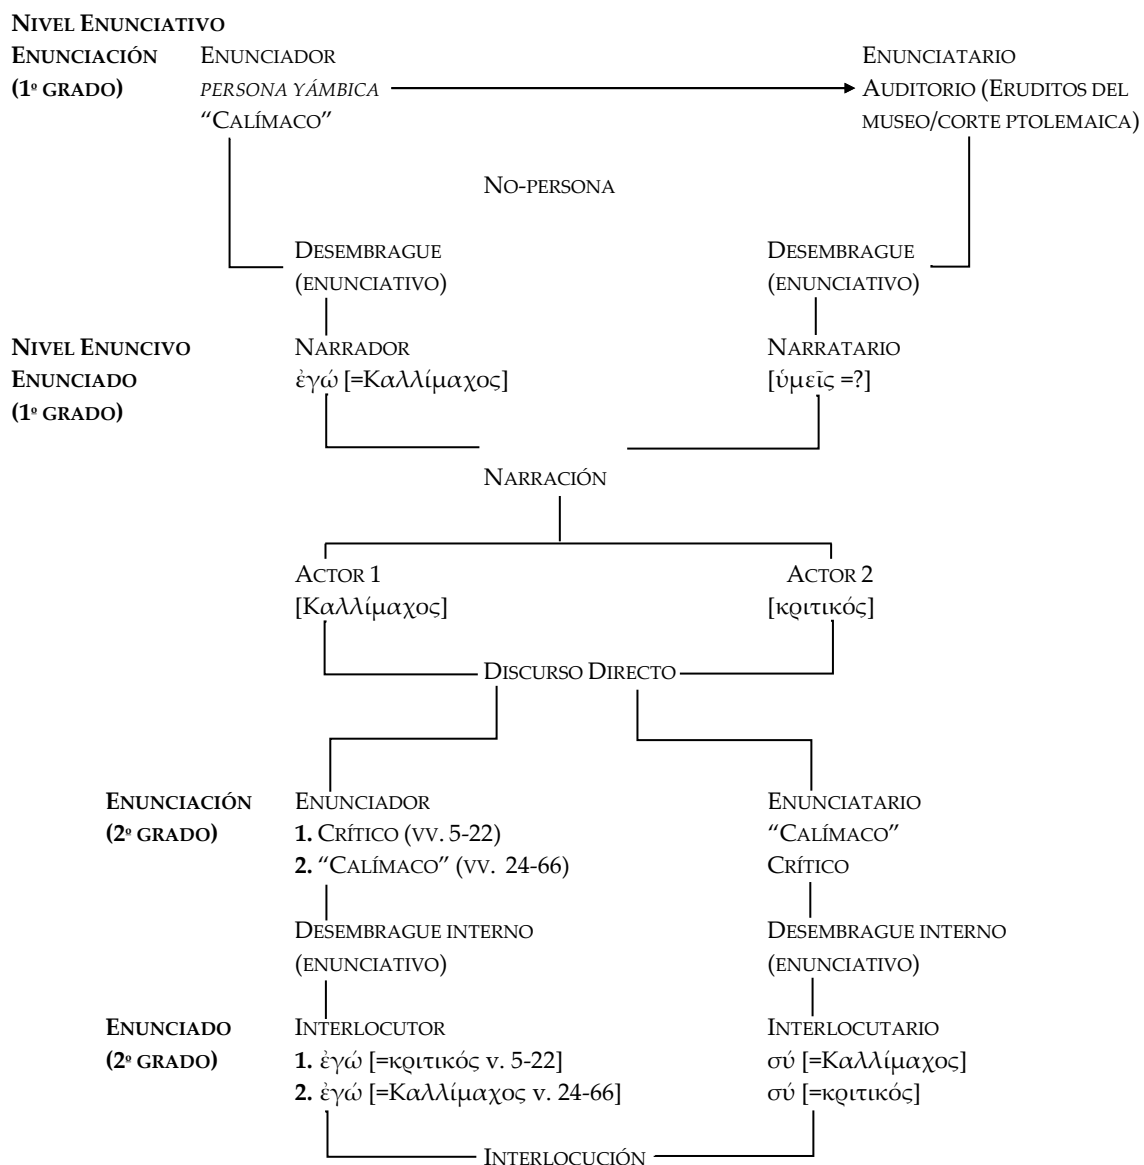 NIVEL ENUNCIATIVO
ENUNCIACIÓN ENUNCIADOR ENUNCIATARIO
(1º GRADO) PERSONA YÁMBICA AUDITORIO (ERUDITOS DEL
“CALÍMACO” MUSEO/CORTE PTOLEMAICA)
NO-PERSONA
DESEMBRAGUE DESEMBRAGUE
(ENUNCIATIVO) (ENUNCIATIVO)
NIVEL ENUNCIVO NARRADOR NARRATARIO
ENUNCIADO ἐγώ [=Καλλίμαχος] [ὑμεῖς =?]
(1º GRADO)
NARRACIÓN
ACTOR 1 ACTOR 2
[Καλλίμαχος] [κριτικός]
DISCURSO DIRECTO
ENUNCIACIÓN ENUNCIADOR ENUNCIATARIO
(2º GRADO) 1. CRÍTICO (VV. 5-22) “CALÍMACO”
2. “CALÍMACO” (VV. 24-66) CRÍTICO
DESEMBRAGUE INTERNO DESEMBRAGUE INTERNO
(ENUNCIATIVO) (ENUNCIATIVO)
ENUNCIADO INTERLOCUTOR INTERLOCUTARIO
(2º GRADO) 1. ἐγώ [=κριτικός v. 5-22] σύ [=Καλλίμαχος]
2. ἐγώ [=Καλλίμαχος v. 24-66] σύ [=κριτικός]
INTERLOCUCIÓN